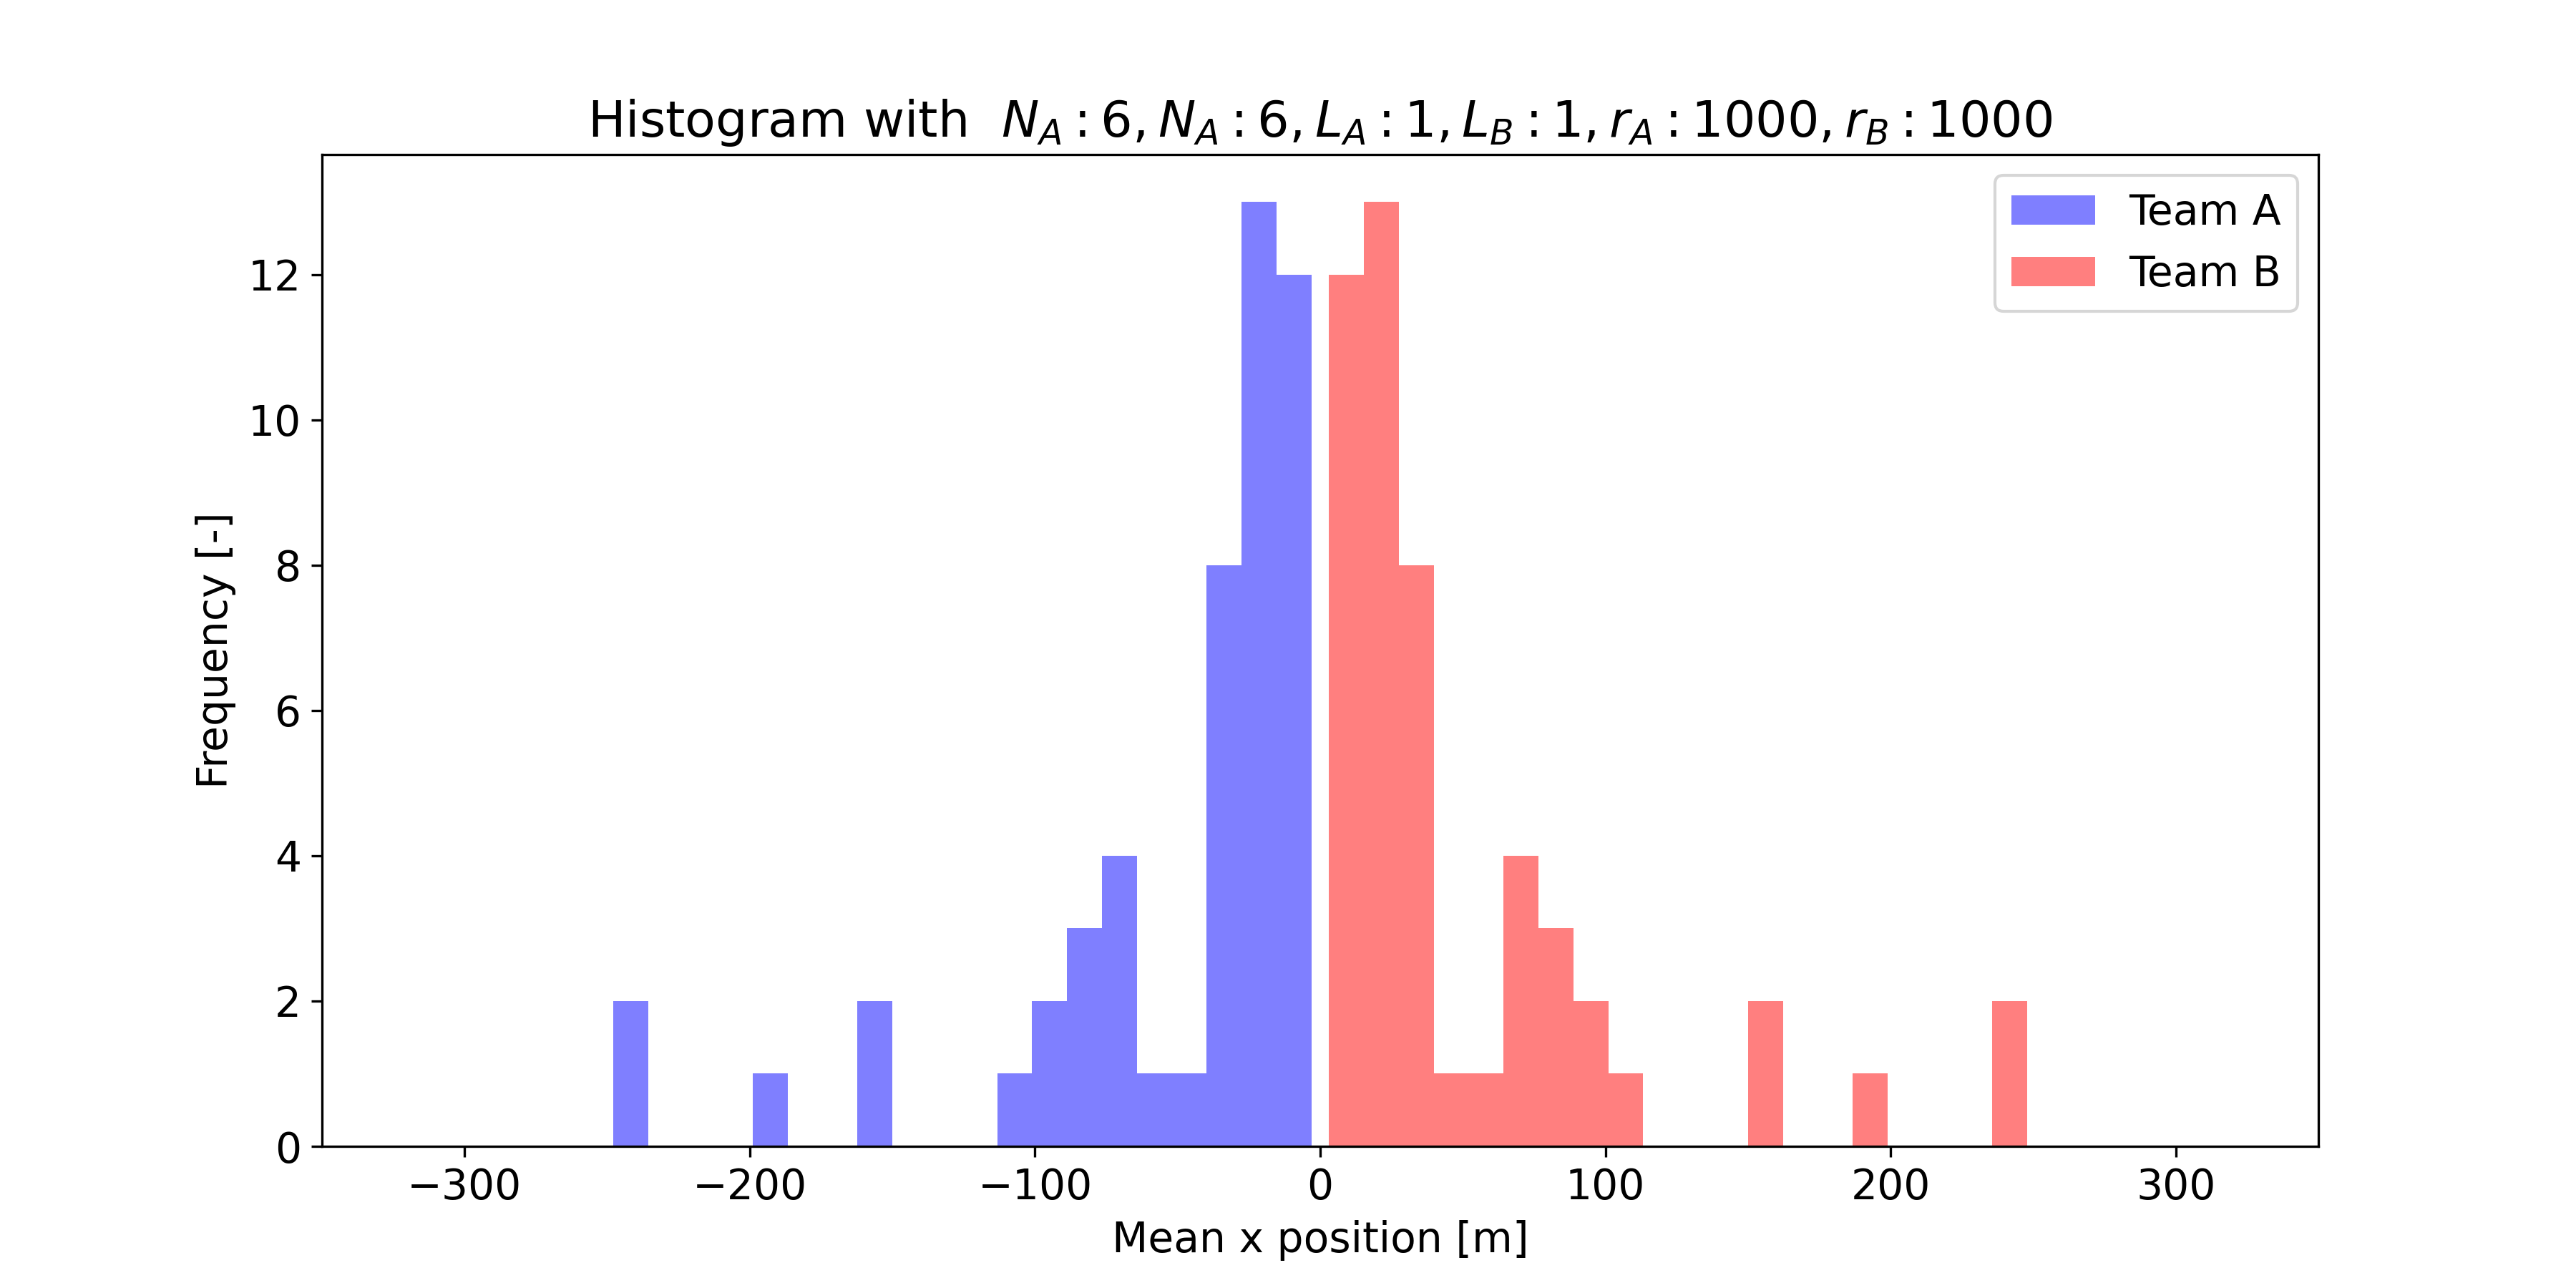 Histogram with N_A : 6, N_A : 6, L_A : 1, L_B : 1, r_A : 1000, r_B : 1000
Team A
Team B
Frequency [-]
12
10
8
6
4
2
0
−300 −200 −100 0 100 200 300
Mean x position [m]